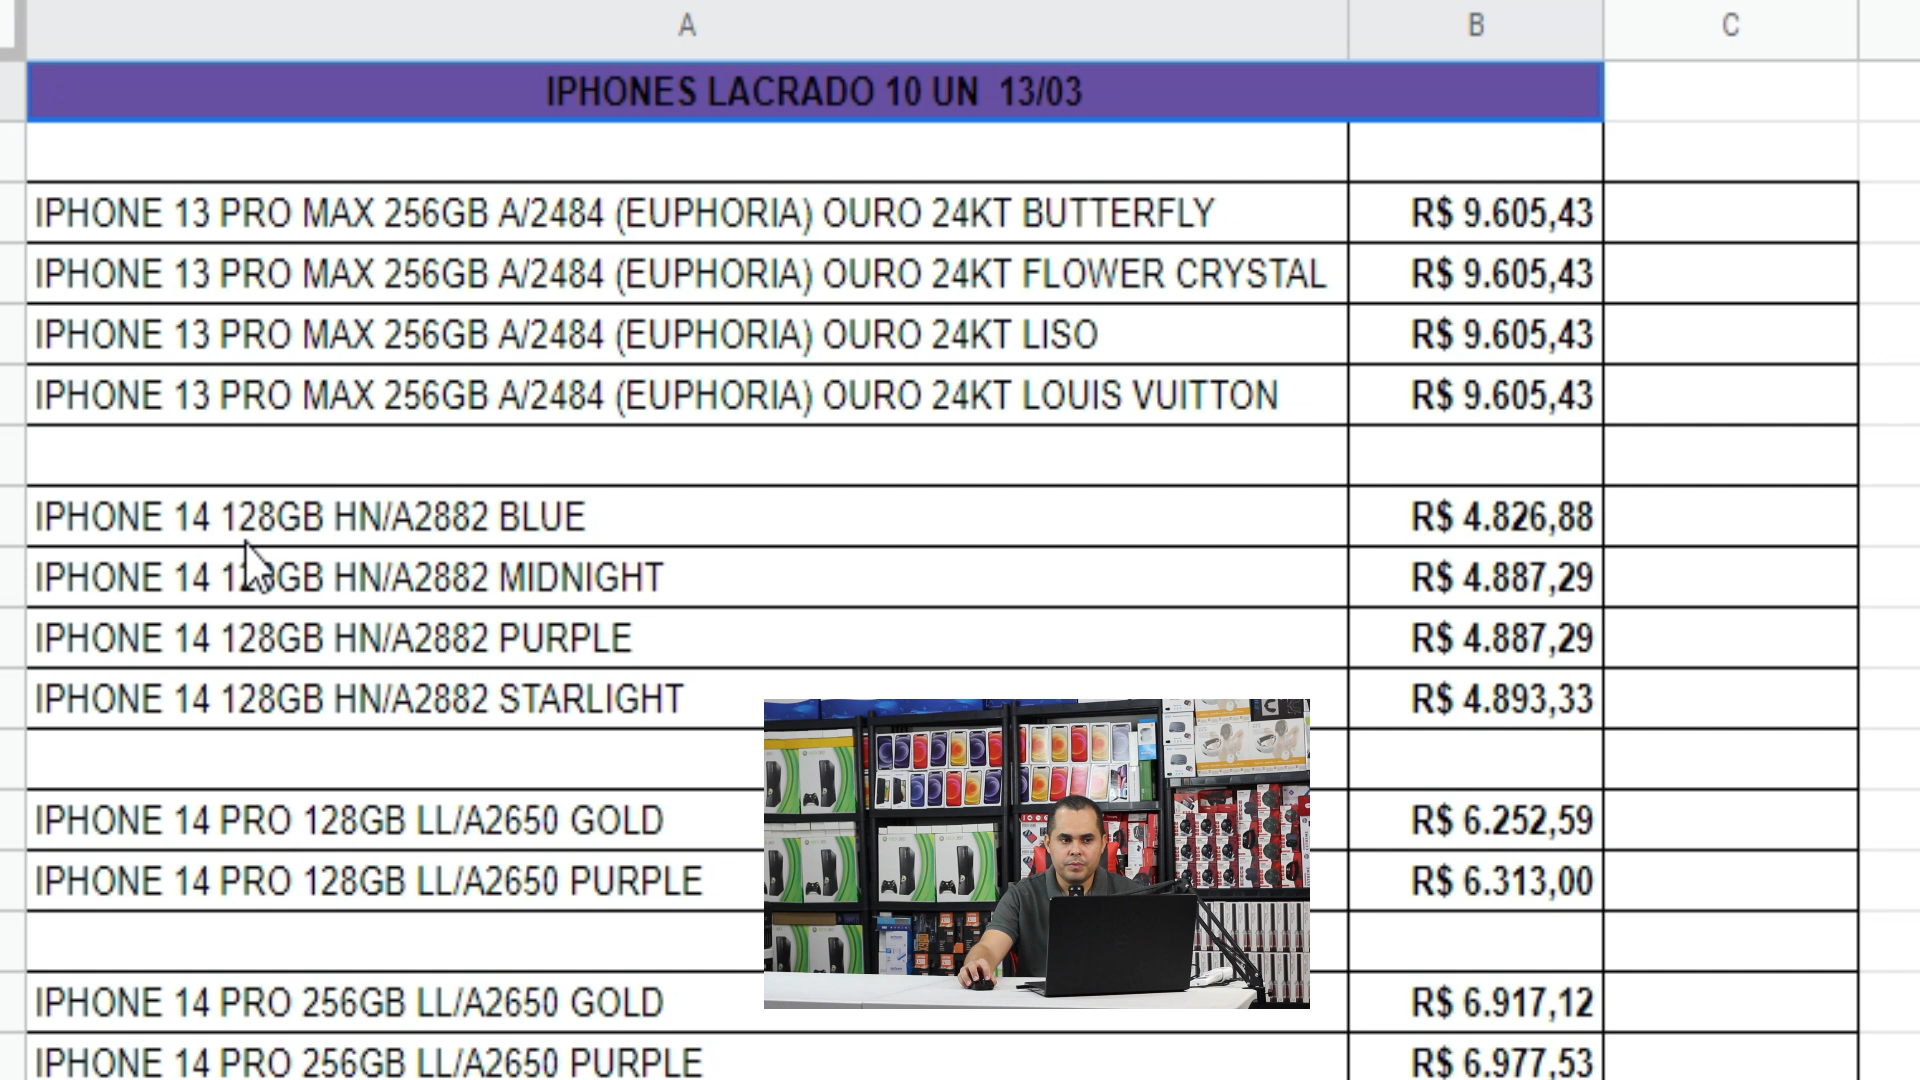 A B C
IPHONES LACRADO 10 UN 13/03
IPHONE 13 PRO MAX 256GB A/2484 (EUPHORIA) OURO 24KT BUTTERFLY R$ 9.605,43
IPHONE 13 PRO MAX 256GB A/2484 (EUPHORIA) OURO 24KT FLOWER CRYSTAL R$ 9.605,43
IPHONE 13 PRO MAX 256GB A/2484 (EUPHORIA) OURO 24KT LISO R$ 9.605,43
IPHONE 13 PRO MAX 256GB A/2484 (EUPHORIA) OURO 24KT LOUIS VUITTON R$ 9.605,43
IPHONE 14 128GB HN/A2882 BLUE R$ 4.826,88
IPHONE 14 128GB HN/A2882 MIDNIGHT R$ 4.887,29
IPHONE 14 128GB HN/A2882 PURPLE R$ 4.887,29
IPHONE 14 128GB HN/A2882 STARLIGHT R$ 4.893,33
IPHONE 14 PRO 128GB LL/A2650 GOLD R$ 6.252,59
IPHONE 14 PRO 128GB LL/A2650 PURPLE R$ 6.313,00
IPHONE 14 PRO 256GB LL/A2650 GOLD R$ 6.917,12
IPHONE 14 PRO 256GB LL/A2650 PURPLE R$ 6.977,53